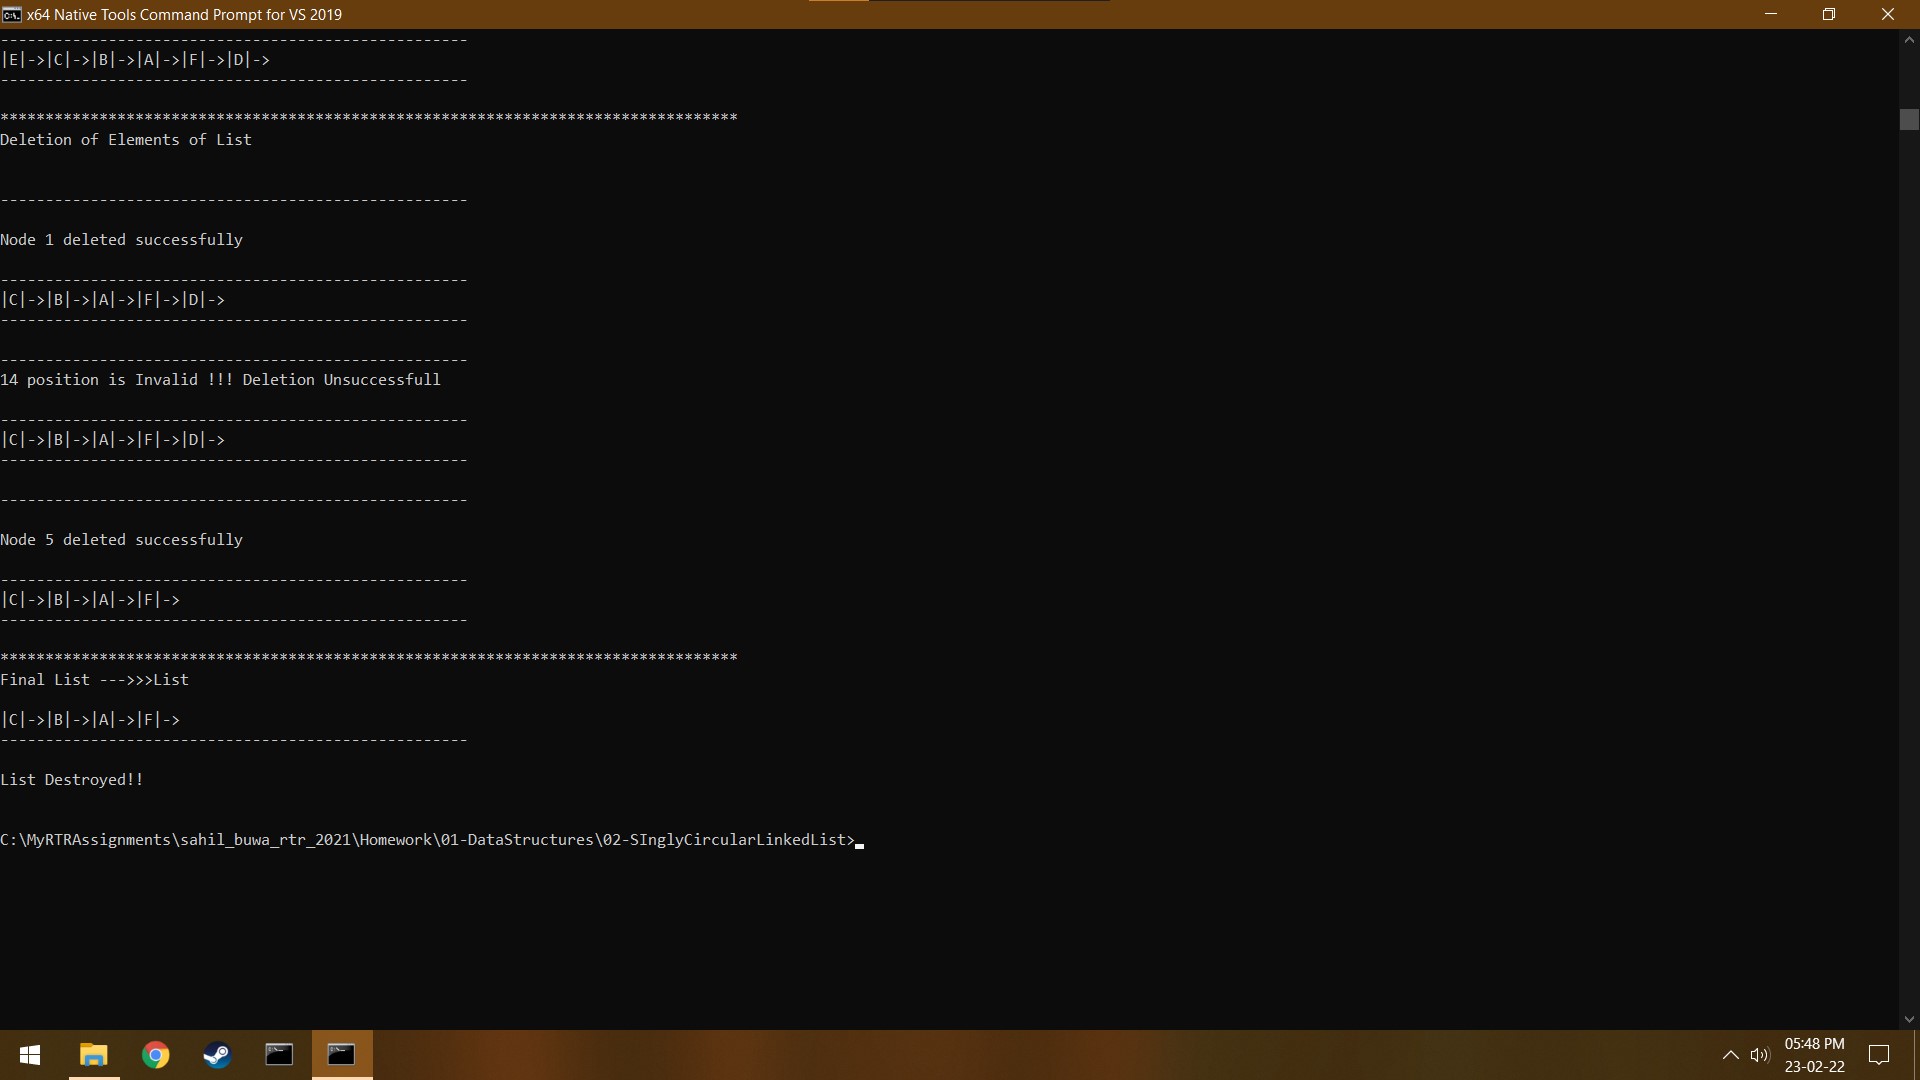 x64 Native Tools Command Prompt for VS 2019
----------------------------------------------------
|E|->|C|->|B|->|A|->|F|->|D|->
----------------------------------------------------
**********************************************************************************
Deletion of Elements of List
----------------------------------------------------
Node 1 deleted successfully
----------------------------------------------------
|C|->|B|->|A|->|F|->|D|->
----------------------------------------------------
----------------------------------------------------
14 position is Invalid !!! Deletion Unsuccessfull
----------------------------------------------------
|C|->|B|->|A|->|F|->|D|->
----------------------------------------------------
----------------------------------------------------
Node 5 deleted successfully
----------------------------------------------------
|C|->|B|->|A|->|F|->
----------------------------------------------------
**********************************************************************************
Final List --->>>List
|C|->|B|->|A|->|F|->
----------------------------------------------------
List Destroyed!!
C:\MyRTRAssignments\sahil_buwa_rtr_2021\Homework\01-DataStructures\02-SInglyCircularLinkedList>
05:48 PM
23-02-22